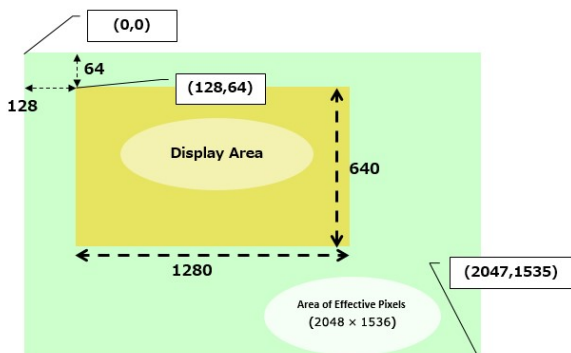 (0,0)
64
128
(128,64)
Display Area
640
1280
(2047,1535)
Area of Effective Pixels
(2048 × 1536)